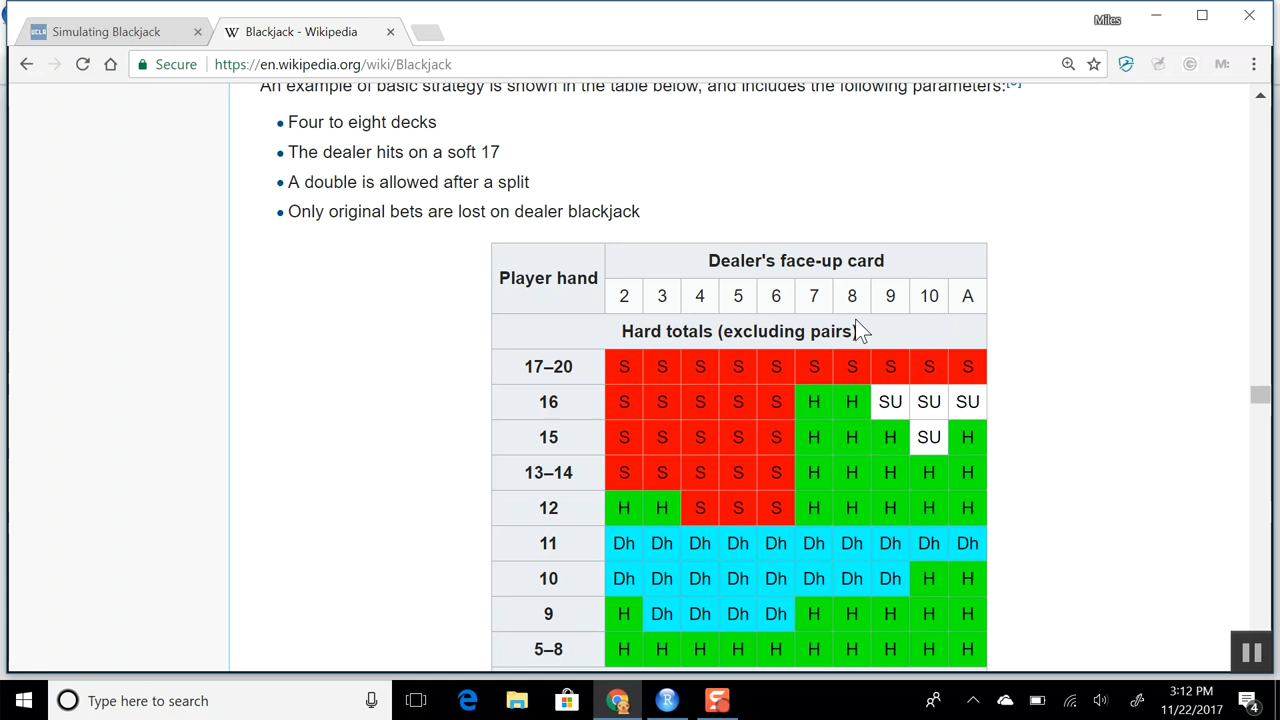 Miles
UCLA Simulating Blackjack
W Blackjack - Wikipedia
Secure https://en.wikipedia.org/wiki/Blackjack
M:
An example of basic strategy is shown in the table below, and includes the following parameters:
Four to eight decks
The dealer hits on a soft 17
A double is allowed after a split
Only original bets are lost on dealer blackjack
Player hand Dealer's face-up card
2 3 4 5 6 7 8 9 10 A
Hard totals (excluding pairs)
17–20 S S S S S S S S S S
16 S S S S S H H SU SU SU
15 S S S S S H H H SU H
13–14 S S S S S H H H H H
12 H H S S S H H H H H
11 Dh Dh Dh Dh Dh Dh Dh Dh Dh Dh
10 Dh Dh Dh Dh Dh Dh Dh Dh H H
9 H Dh Dh Dh Dh H H H H H
5–8 H H H H H H H H H H
Type here to search
3:12 PM
11/22/2017
4